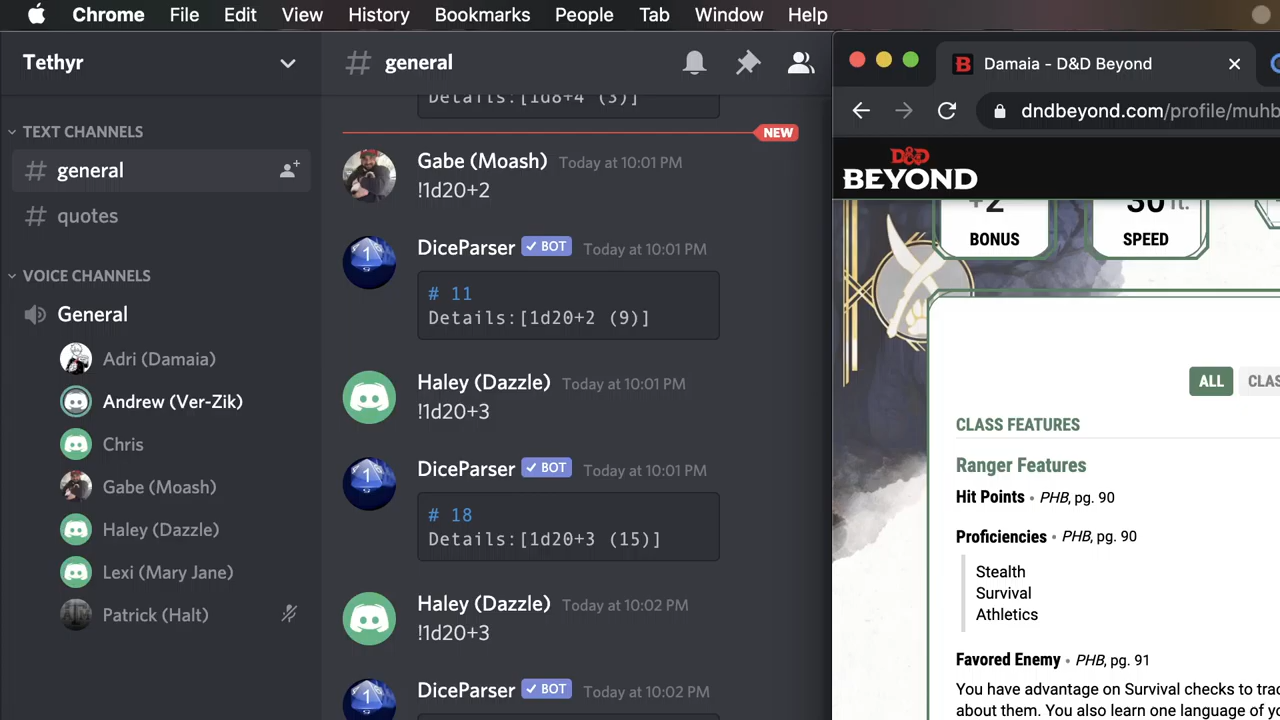 Chrome File Edit View History Bookmarks People Tab Window Help
Tethyr
TEXT CHANNELS
# general
# quotes
VOICE CHANNELS
General
Adri (Damaia)
Andrew (Ver-Zik)
Chris
Gabe (Moash)
Haley (Dazzle)
Lexi (Mary Jane)
Patrick (Halt)
# general
Details:[1d8+4 (3)]
NEW
Gabe (Moash) Today at 10:01 PM
!1d20+2
DiceParser ✓ BOT Today at 10:01 PM
# 11
Details:[1d20+2 (9)]
Haley (Dazzle) Today at 10:01 PM
!1d20+3
DiceParser ✓ BOT Today at 10:01 PM
# 18
Details:[1d20+3 (15)]
Haley (Dazzle) Today at 10:02 PM
!1d20+3
DiceParser ✓ BOT Today at 10:02 PM
B Damaia - D&D Beyond
dndbeyond.com/profile/muhb
D&D
BEYOND
+2
BONUS
30 ft.
SPEED
ALL CLAS
CLASS FEATURES
Ranger Features
Hit Points • PHB, pg. 90
Proficiencies • PHB, pg. 90
Stealth
Survival
Athletics
Favored Enemy • PHB, pg. 91
You have advantage on Survival checks to trac
about them. You also learn one language of yo